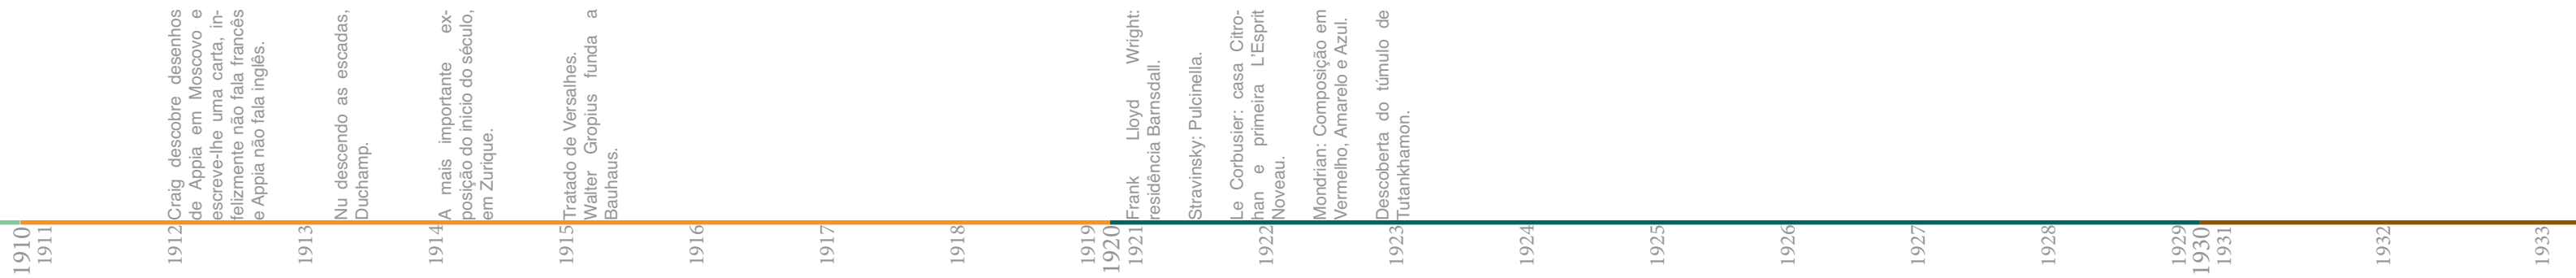 Craig descobre desenhos
de Appia em Moscovo e
escreve-lhe uma carta, in-
felizmente não fala francês
e Appia não fala inglês.
Nu descendo as escadas,
Duchamp.
A mais importante ex-
posição do inicio do século,
em Zurique.
Tratado de Versalhes.
Walter Gropius funda a
Bauhaus.
Frank Lloyd Wright:
residência Barnsdall.
Stravinsky: Pulcinella.
Le Corbusier: casa Citro-
han e primeira L'Esprit
Noveau.
Mondrian: Composição em
Vermelho, Amarelo e Azul.
Descoberta do túmulo de
Tutankhamon.
1910
1911
1912
1913
1914
1915
1916
1917
1918
1919
1920
1921
1922
1923
1924
1925
1926
1927
1928
1929
1930
1931
1932
1933